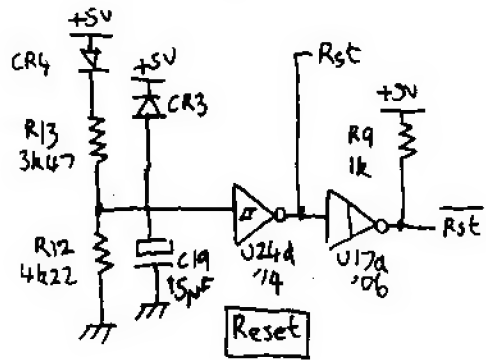 +5V
CR4
+5V
CR3
R13
3k47
R12
4k22
C19
15µF
U24d
'14
Rst
U17a
'06
+5V
R9
1k
Rst
Reset